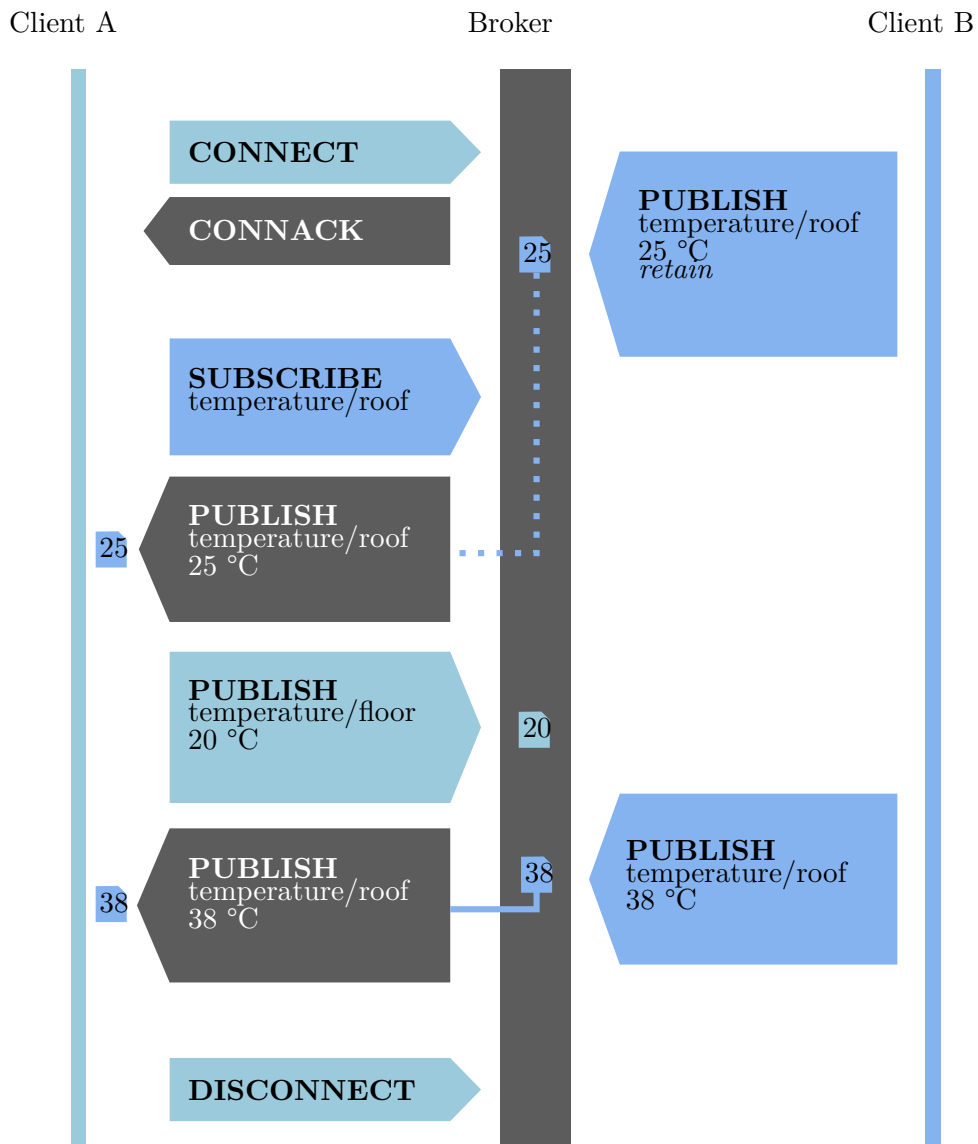 Client A
Broker
Client B
CONNECT
CONNACK
PUBLISH
temperature/roof
25 °C
retain
25
SUBSCRIBE
temperature/roof
PUBLISH
temperature/roof
25 °C
25
PUBLISH
temperature/floor
20 °C
20
PUBLISH
temperature/roof
38 °C
38
PUBLISH
temperature/roof
38 °C
38
DISCONNECT